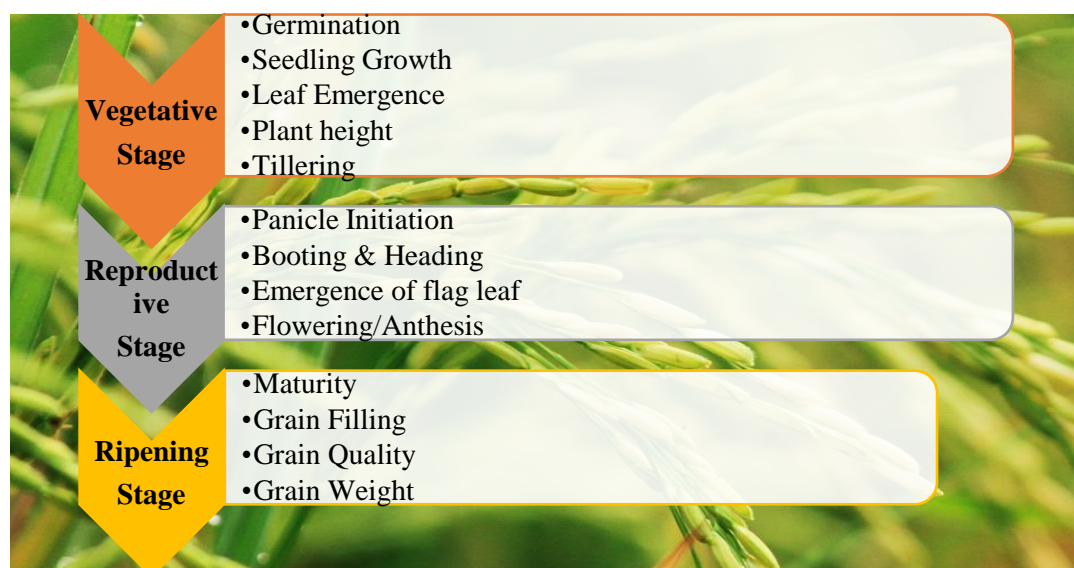 Vegetative
Stage
•Germination
•Seedling Growth
•Leaf Emergence
•Plant height
•Tillering
Reproduct
ive
Stage
•Panicle Initiation
•Booting & Heading
•Emergence of flag leaf
•Flowering/Anthesis
Ripening
Stage
•Maturity
•Grain Filling
•Grain Quality
•Grain Weight